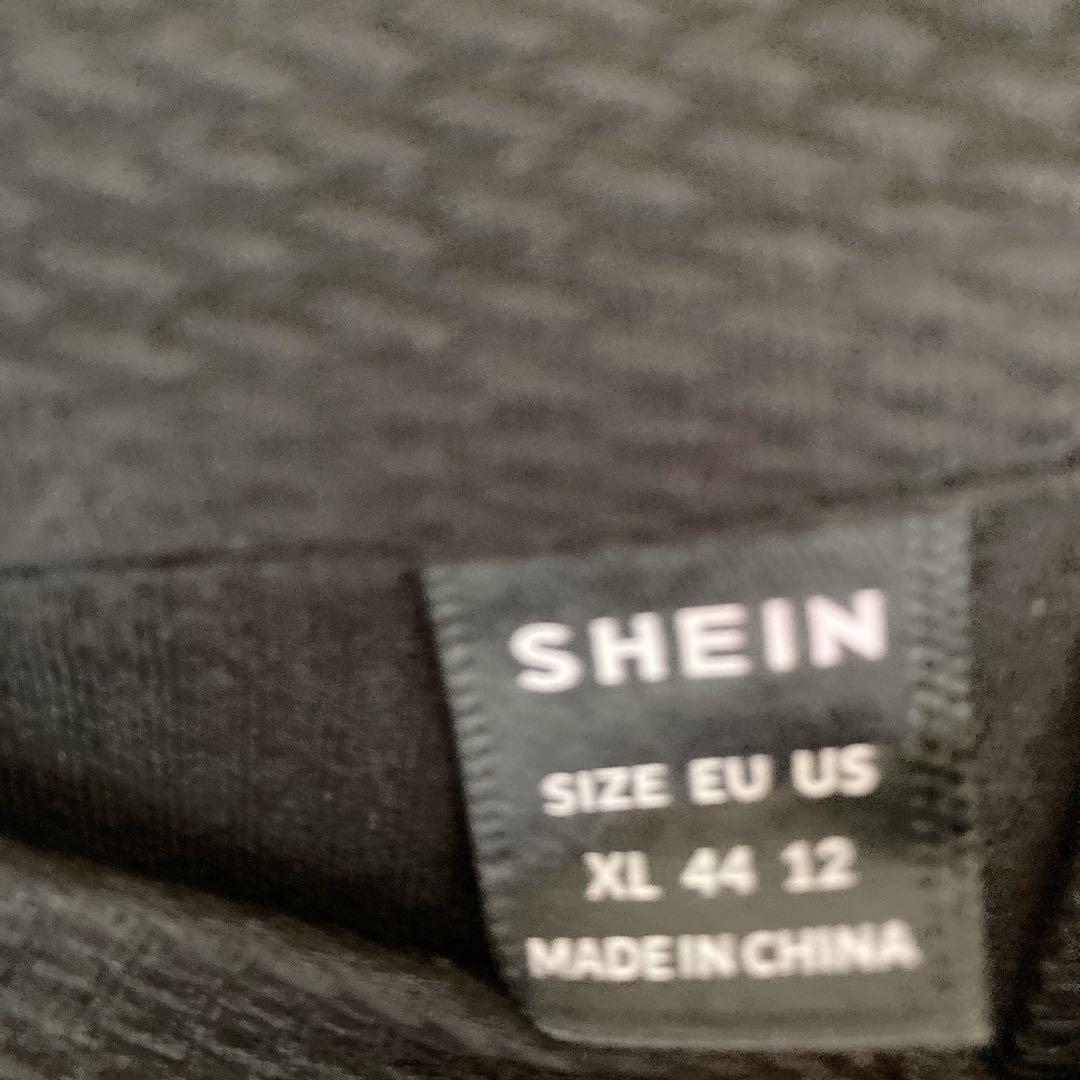 SHEIN
SIZE EU US
XL 44 12
MADE IN CHINA